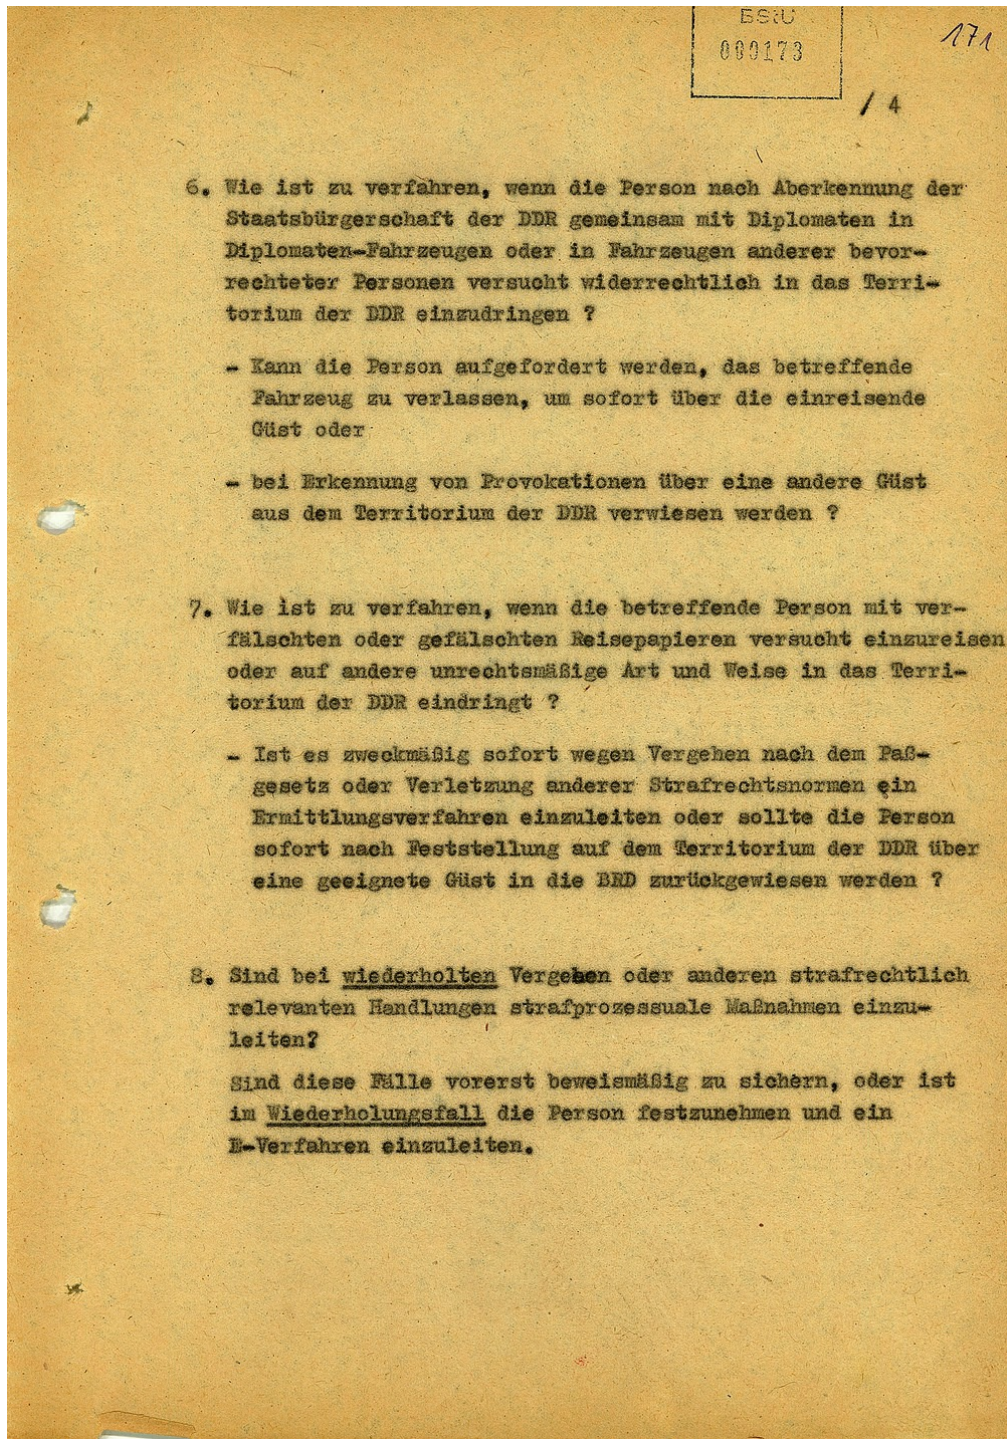 BStU
000173
171
/ 4
6. Wie ist zu verfahren, wenn die Person nach Aberkennung der
Staatsbürgerschaft der DDR gemeinsam mit Diplomaten in
Diplomaten-Fahrzeugen oder in Fahrzeugen anderer bevor-
rechteter Personen versucht widerrechtlich in das Terri-
torium der DDR einzudringen ?
- Kann die Person aufgefordert werden, das betreffende
Fahrzeug zu verlassen, um sofort über die einreisende
Güst oder
- bei Erkennung von Provokationen über eine andere Güst
aus dem Territorium der DDR verwiesen werden ?
7. Wie ist zu verfahren, wenn die betreffende Person mit ver-
fälschten oder gefälschten Reisepapieren versucht einzureisen
oder auf andere unrechtsmäßige Art und Weise in das Terri-
torium der DDR eindringt ?
- Ist es zweckmäßig sofort wegen Vergehen nach dem Paß-
gesetz oder Verletzung anderer Strafrechtsnormen ein
Ermittlungsverfahren einzuleiten oder sollte die Person
sofort nach Feststellung auf dem Territorium der DDR über
eine geeignete Güst in die BRD zurückgewiesen werden ?
8. Sind bei wiederholten Vergehen oder anderen strafrechtlich
relevanten Handlungen strafprozessuale Maßnahmen einzu-
leiten?
Sind diese Fälle vorerst beweismäßig zu sichern, oder ist
im Wiederholungsfall die Person festzunehmen und ein
E-Verfahren einzuleiten.